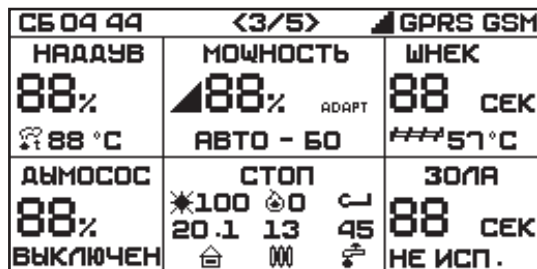 СБ 04 44 <3/5> GPRS GSM
НАДДУВ МОЩНОСТЬ ШНЕК
88% 88% ADAPT 88 СЕК
t 88 °C АВТО - БО 57°C
ДЫМОСОС СТОП ЗОЛА
100 0
88% 20.1 13 45 88 СЕК
ВЫКЛЮЧЕН НЕ ИСП.